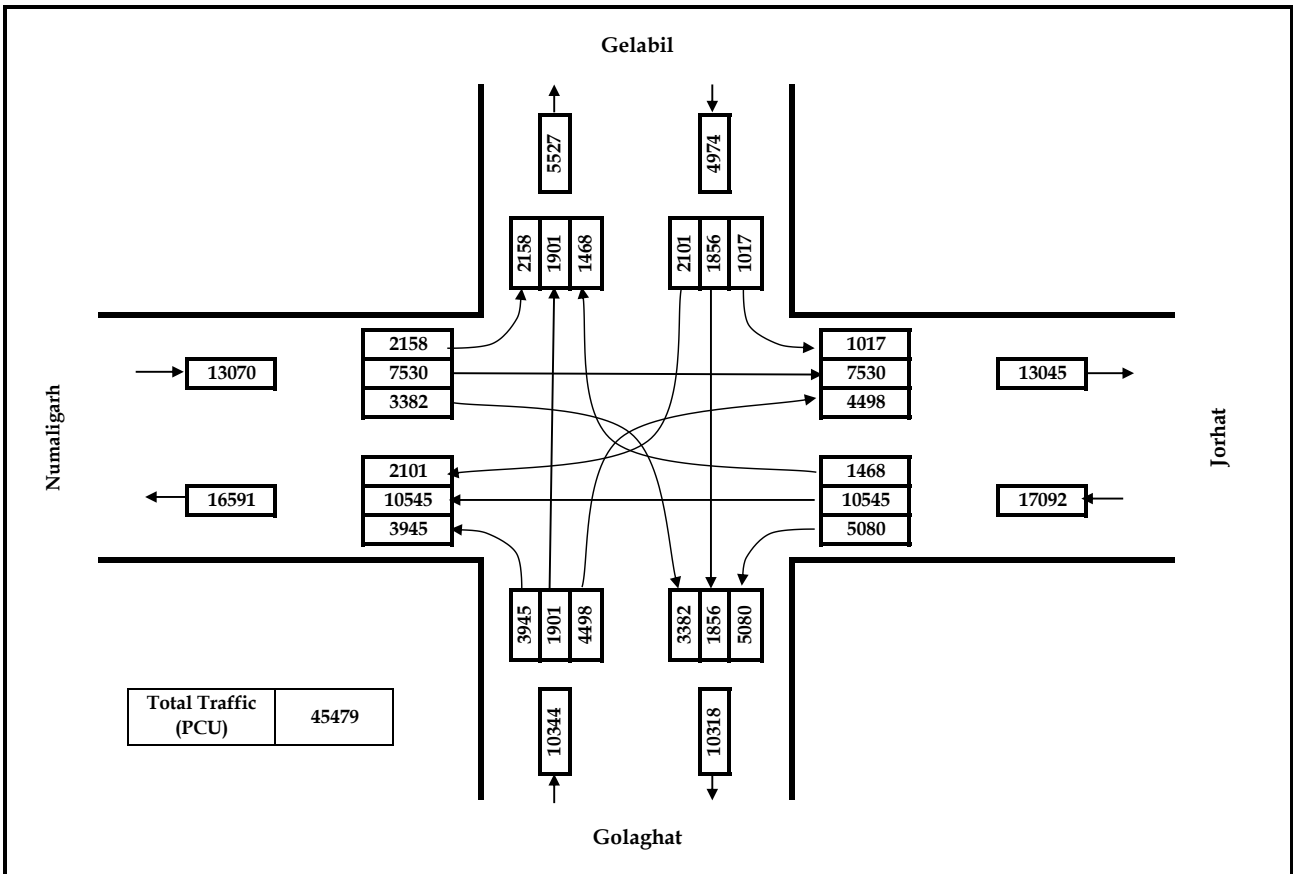 Gelabil
5527
4974
2158 1901 1468
2101 1856 1017
2158
7530
3382
13070
1017
7530
4498
13045
Numaligarh
Jorhat
2101
10545
3945
16591
1468
10545
5080
17092
3945 1901 4498
3382 1856 5080
Total Traffic
(PCU)
45479
10344
10318
Golaghat